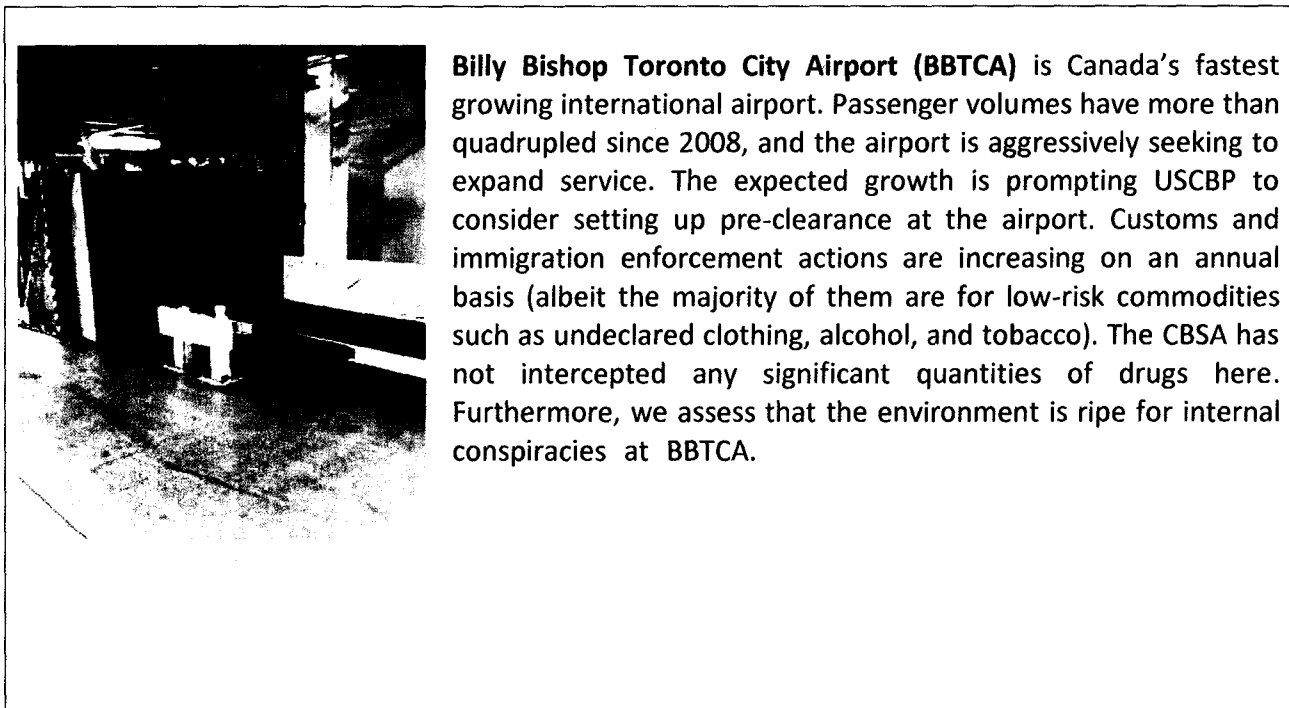 Billy Bishop Toronto City Airport (BBTCA) is Canada's fastest
growing international airport. Passenger volumes have more than
quadrupled since 2008, and the airport is aggressively seeking to
expand service. The expected growth is prompting USCBP to
consider setting up pre-clearance at the airport. Customs and
immigration enforcement actions are increasing on an annual
basis (albeit the majority of them are for low-risk commodities
such as undeclared clothing, alcohol, and tobacco). The CBSA has
not intercepted any significant quantities of drugs here.
Furthermore, we assess that the environment is ripe for internal
conspiracies at BBTCA.